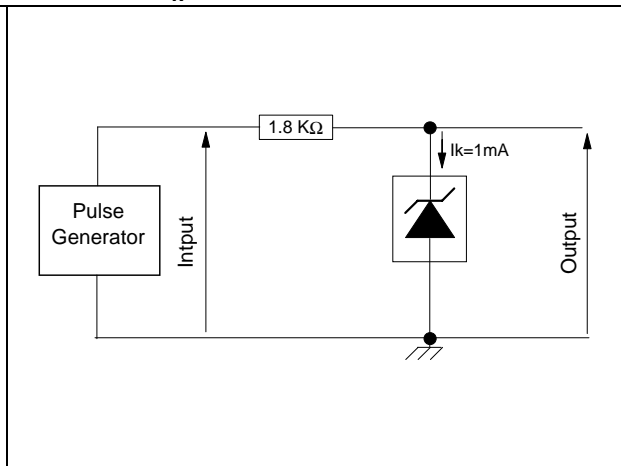 1.8 KΩ
Ik=1mA
Pulse
Generator
Intput
Output